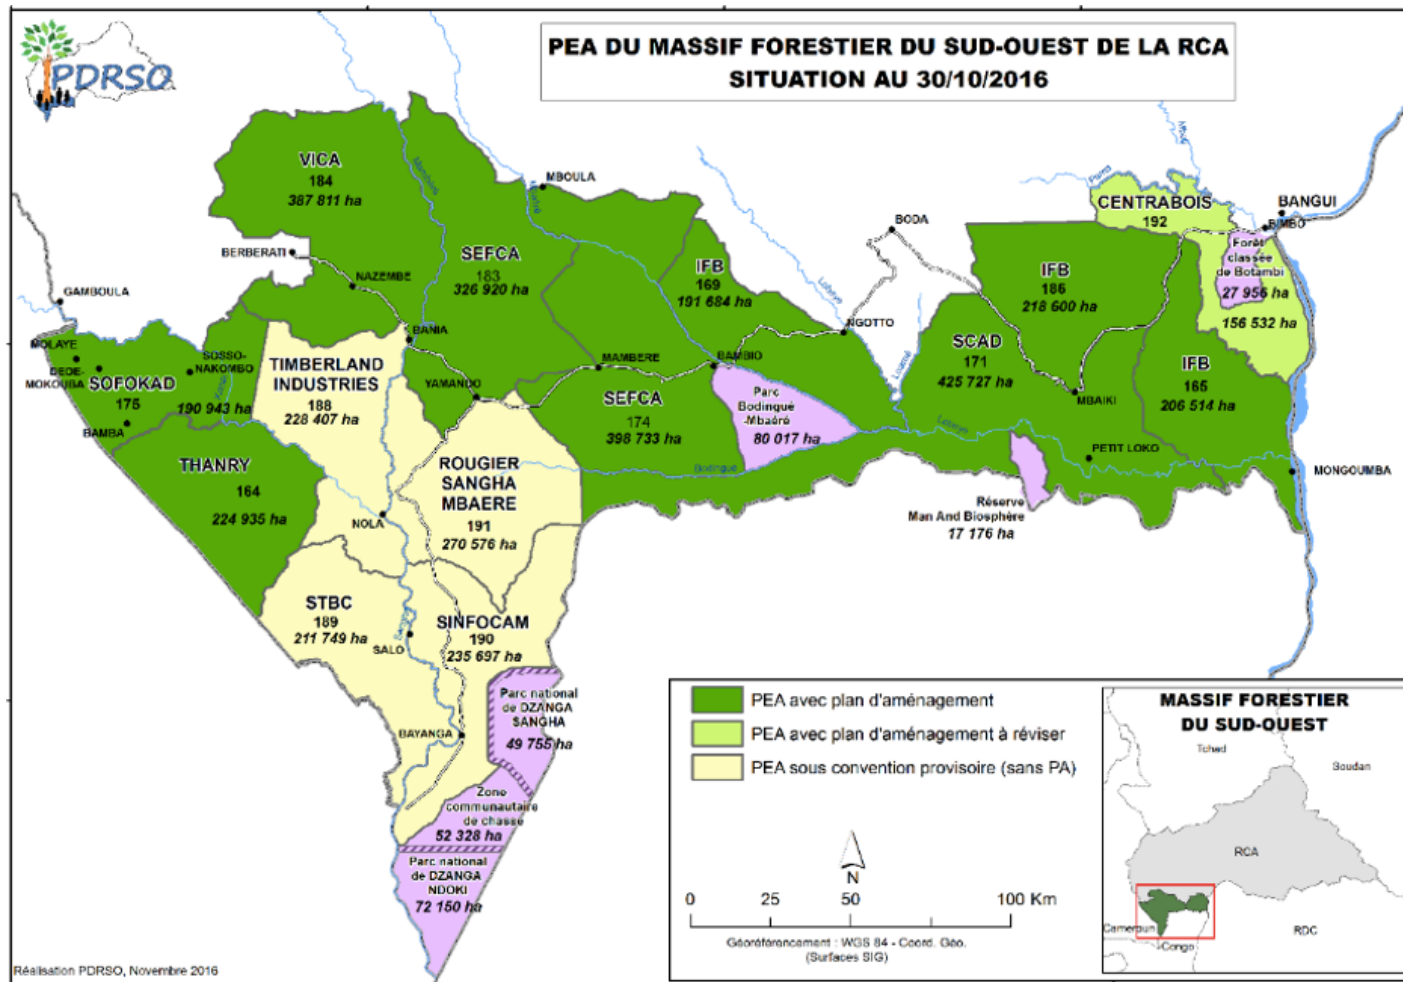 PDRSO
PEA DU MASSIF FORESTIER DU SUD-OUEST DE LA RCA
SITUATION AU 30/10/2016
VICA
184
387 811 ha
MBOULA
BERBERATI
NAZEMBE
SEFCA
183
326 920 ha
IFB
169
191 684 ha
BODA
Lobaye
IFB
186
218 600 ha
CENTRABOIS
192
BANGUI
BIMBO
Forêt
classée
de Botambi
27 956 ha
156 532 ha
GAMBOULA
MOLAYE
DEDE-
MOKOUBA
SOFOKAD
175
190 943 ha
SOSSO-
NAKOMBO
BAMBA
BANIA
TIMBERLAND
INDUSTRIES
188
228 407 ha
YAMANDO
MAMBERE
BAMBIO
NGOTTO
SEFCA
174
398 733 ha
Parc
Bodingué
-Mbaéré
80 017 ha
Bodingué
SCAD
171
425 727 ha
MBAIKI
Lobaye
PETIT LOKO
IFB
165
206 514 ha
MONGOUMBA
Réserve
Man And Biosphère
17 176 ha
THANRY
164
224 935 ha
ROUGIER
SANGHA
MBAERE
191
270 576 ha
NOLA
STBC
189
211 749 ha
SALO
SINFOCAM
190
235 697 ha
BAYANGA
Parc national
de DZANGA
SANGHA
49 755 ha
Zone
communautaire
de chasse
52 328 ha
Parc national
de DZANGA
NDOKI
72 150 ha
PEA avec plan d'aménagement
PEA avec plan d'aménagement à réviser
PEA sous convention provisoire (sans PA)
N
0 25 50 100 Km
Géoréférencement : WGS 84 - Coord. Géo.
(Surfaces SIG)
MASSIF FORESTIER
DU SUD-OUEST
Tchad
Soudan
RCA
Cameroun
Congo
RDC
Réalisation PDRSO, Novembre 2016